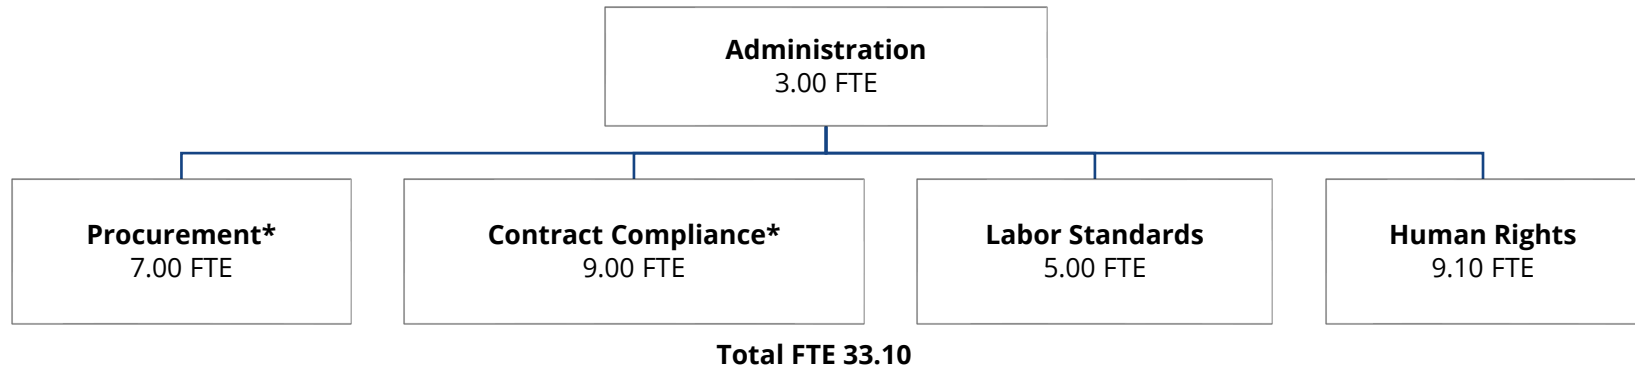 Administration
3.00 FTE
Procurement*
7.00 FTE
Contract Compliance*
9.00 FTE
Labor Standards
5.00 FTE
Human Rights
9.10 FTE
Total FTE 33.10